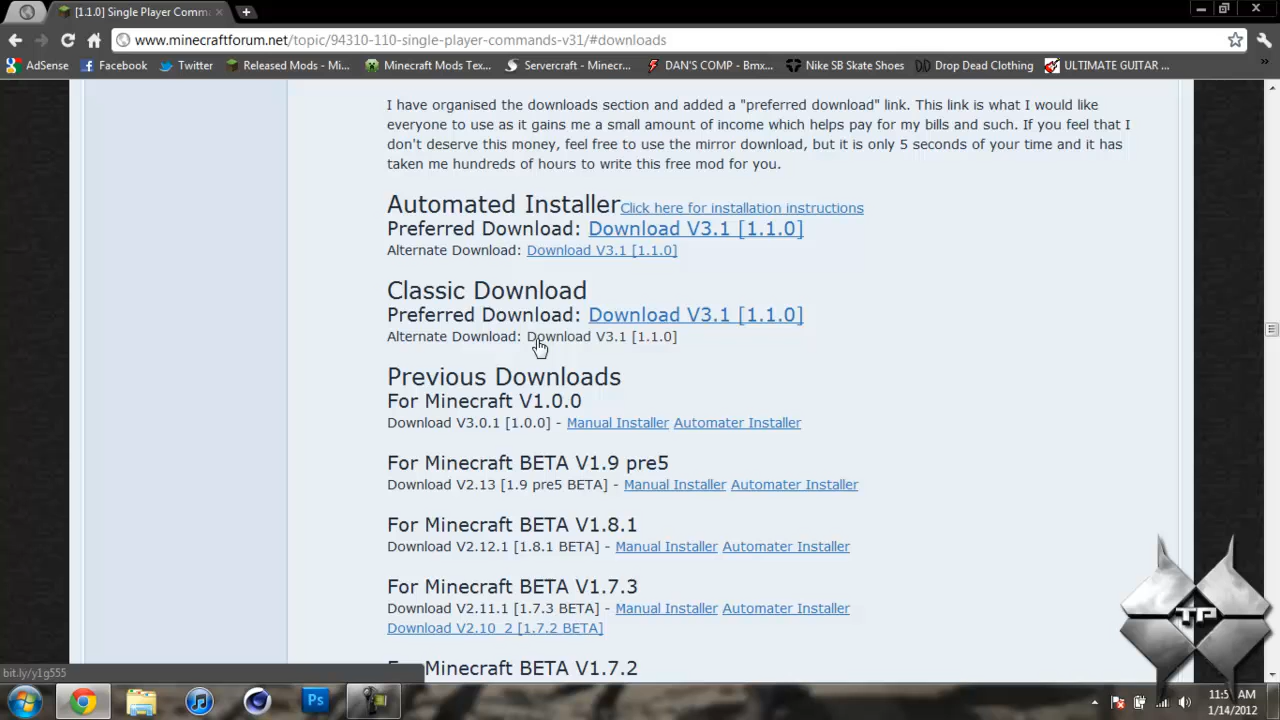 [1.1.0] Single Player Comm
www.minecraftforum.net/topic/94310-110-single-player-commands-v31/#downloads
AdSense Facebook Twitter Released Mods - Mi... Minecraft Mods Tex... Servercraft - Minecr... DAN'S COMP - Bmx... Nike SB Skate Shoes Drop Dead Clothing ULTIMATE GUITAR ...
I have organised the downloads section and added a "preferred download" link. This link is what I would like
everyone to use as it gains me a small amount of income which helps pay for my bills and such. If you feel that I
don't deserve this money, feel free to use the mirror download, but it is only 5 seconds of your time and it has
taken me hundreds of hours to write this free mod for you.
Automated Installer Click here for installation instructions
Preferred Download: Download V3.1 [1.1.0]
Alternate Download: Download V3.1 [1.1.0]
Classic Download
Preferred Download: Download V3.1 [1.1.0]
Alternate Download: Download V3.1 [1.1.0]
Previous Downloads
For Minecraft V1.0.0
Download V3.0.1 [1.0.0] - Manual Installer Automater Installer
For Minecraft BETA V1.9 pre5
Download V2.13 [1.9 pre5 BETA] - Manual Installer Automater Installer
For Minecraft BETA V1.8.1
Download V2.12.1 [1.8.1 BETA] - Manual Installer Automater Installer
For Minecraft BETA V1.7.3
Download V2.11.1 [1.7.3 BETA] - Manual Installer Automater Installer
Download V2.10_2 [1.7.2 BETA]
For Minecraft BETA V1.7.2
bit.ly/y1g555
TP
Ps
AM
1/14/2012